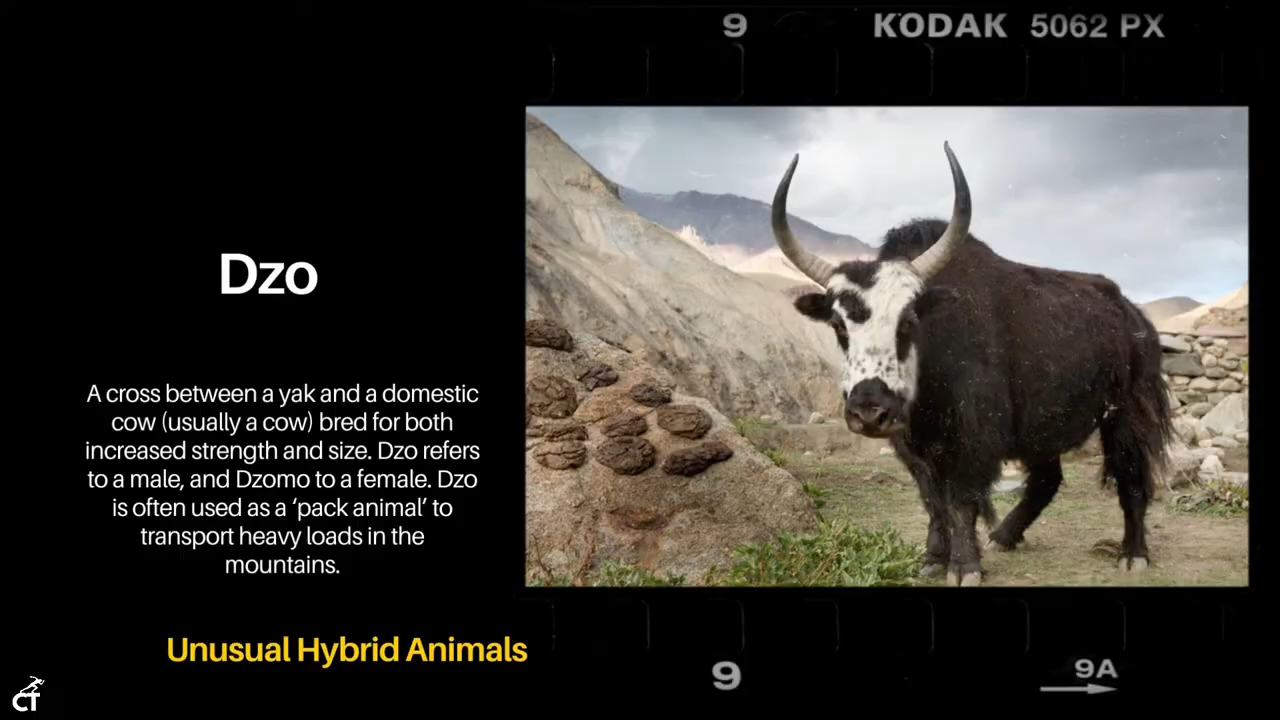 9 KODAK 5062 PX
Dzo
A cross between a yak and a domestic
cow (usually a cow) bred for both
increased strength and size. Dzo refers
to a male, and Dzomo to a female. Dzo
is often used as a ‘pack animal’ to
transport heavy loads in the
mountains.
Unusual Hybrid Animals
9
9A
CT